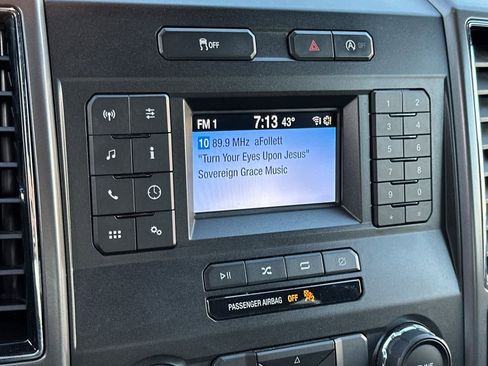 OFF
FM 1 7:13 43°
10 89.9 MHz aFollett
"Turn Your Eyes Upon Jesus"
Sovereign Grace Music
1 2
3 4
5 6
7 8
9 0
PASSENGER AIRBAG OFF